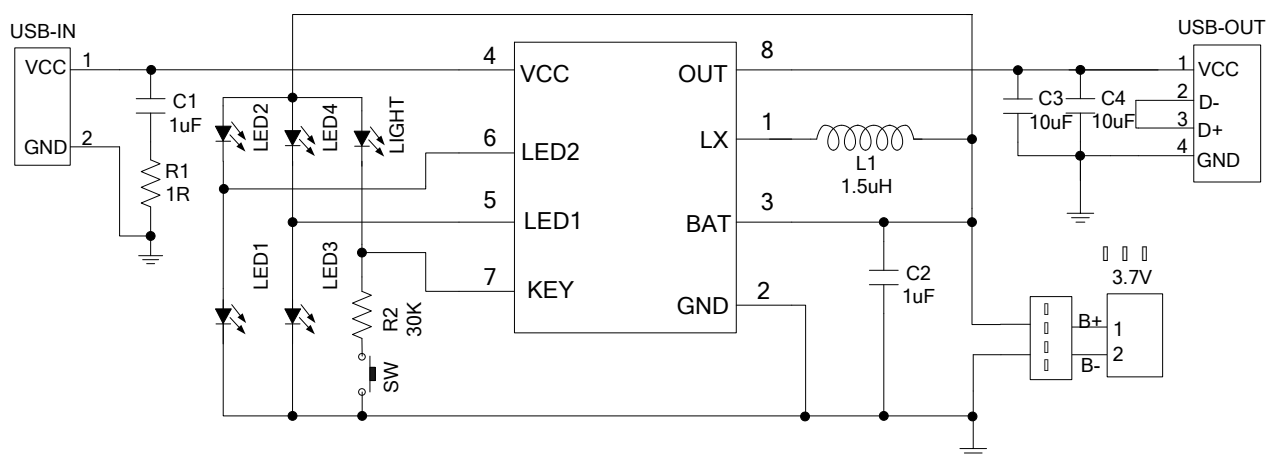 USB-IN
VCC
1
GND
2
C1
1uF
R1
1R
LED2
LED4
LIGHT
LED1
LED3
R2
30K
SW
4
VCC
6
LED2
5
LED1
7
KEY
8
OUT
1
LX
3
BAT
2
GND
L1
1.5uH
C2
1uF
C3
10uF
C4
10uF
USB-OUT
1
VCC
2
D-
3
D+
4
GND
3.7V
B+
1
2
B-